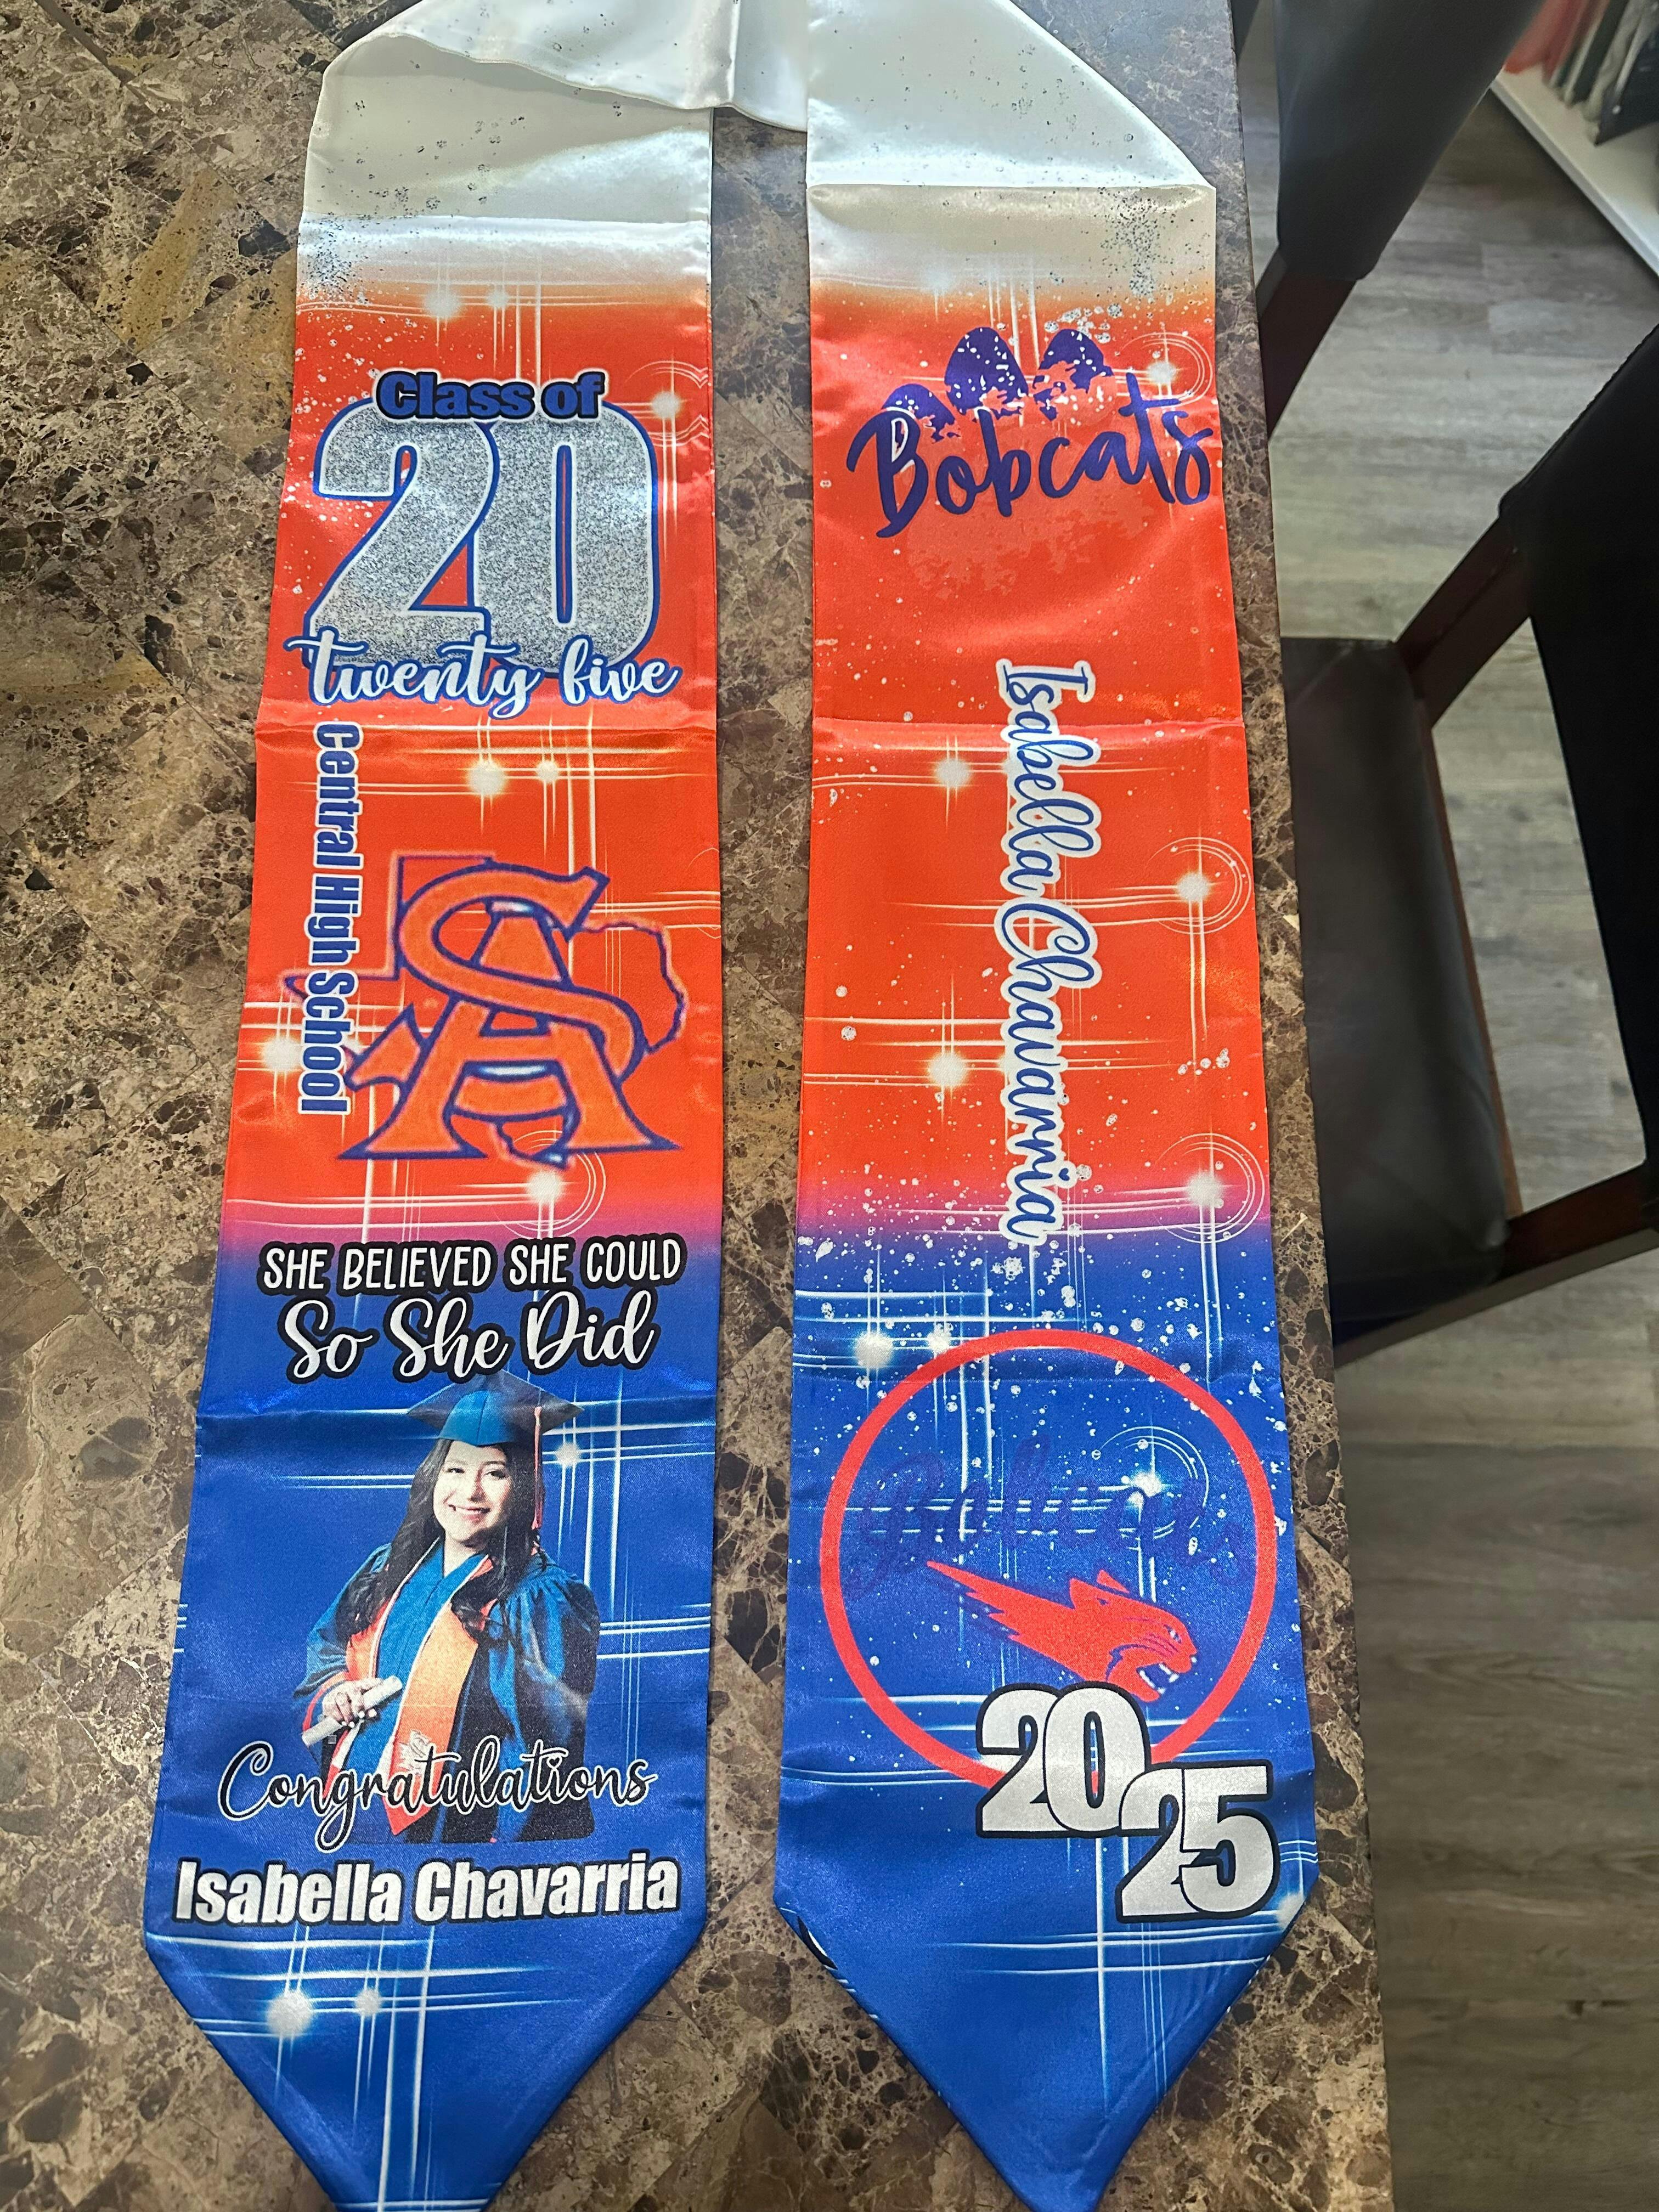 Class of
20
twenty five
Central High School
SA
SHE BELIEVED SHE COULD
So She Did
Congratulations
Isabella Chavarria
Bobcats
Isabella Chavarria
Bobcats
2025